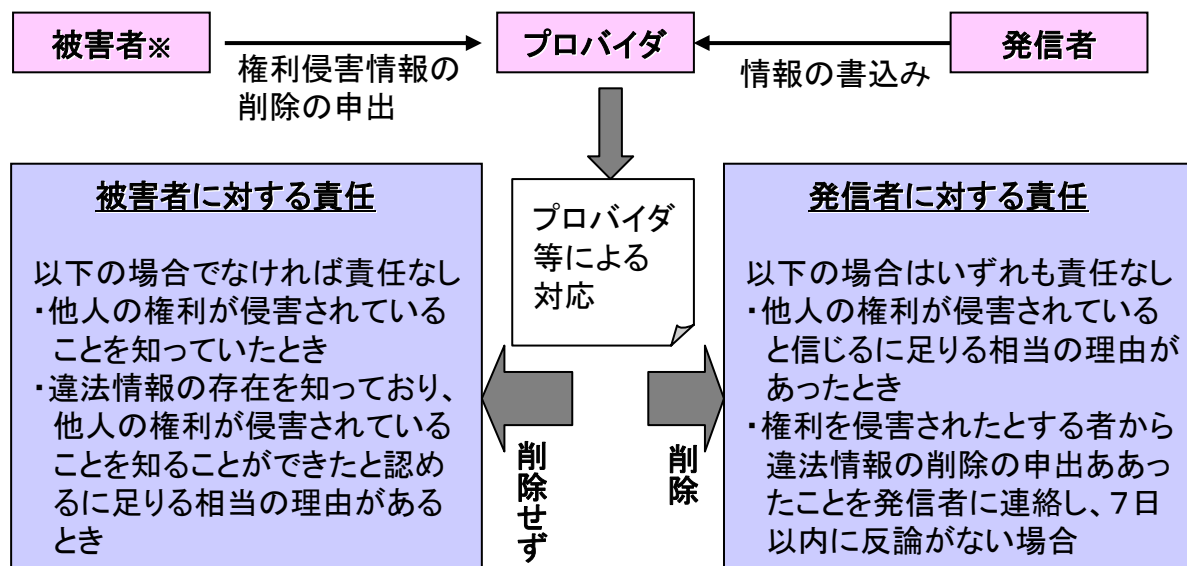 被害者※
プロバイダ
発信者
権利侵害情報の
削除の申出
情報の書込み
被害者に対する責任
以下の場合でなければ責任なし
・他人の権利が侵害されている
ことを知っていたとき
・違法情報の存在を知っており、
他人の権利が侵害されている
ことを知ることができたと認め
るに足りる相当の理由がある
とき
プロバイダ
等による
対応
削除せず
削除
発信者に対する責任
以下の場合はいずれも責任なし
・他人の権利が侵害されている
と信じるに足りる相当の理由が
あったとき
・権利を侵害されたとする者から
違法情報の削除の申出ああっ
たことを発信者に連絡し、７日
以内に反論がない場合